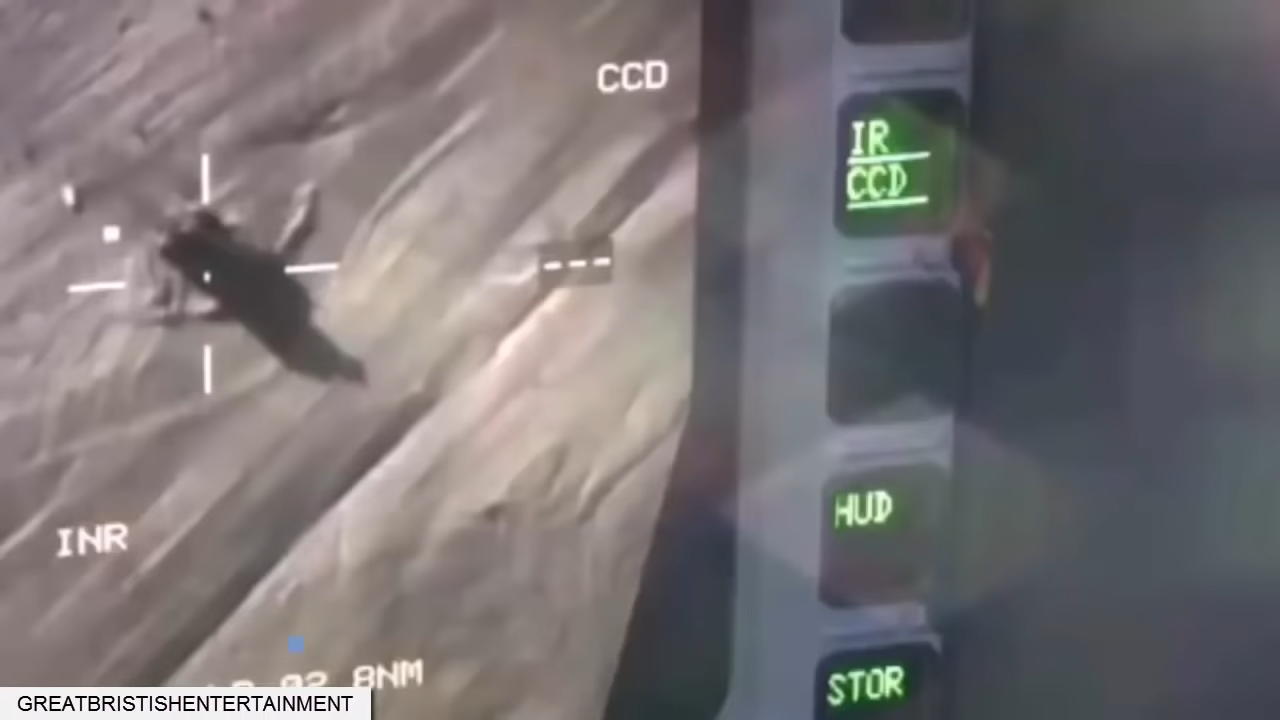 CCD
IR
CCD
---
HUD
INR
8NM
STOR
GREATBRISTISHENTERTAINMENT